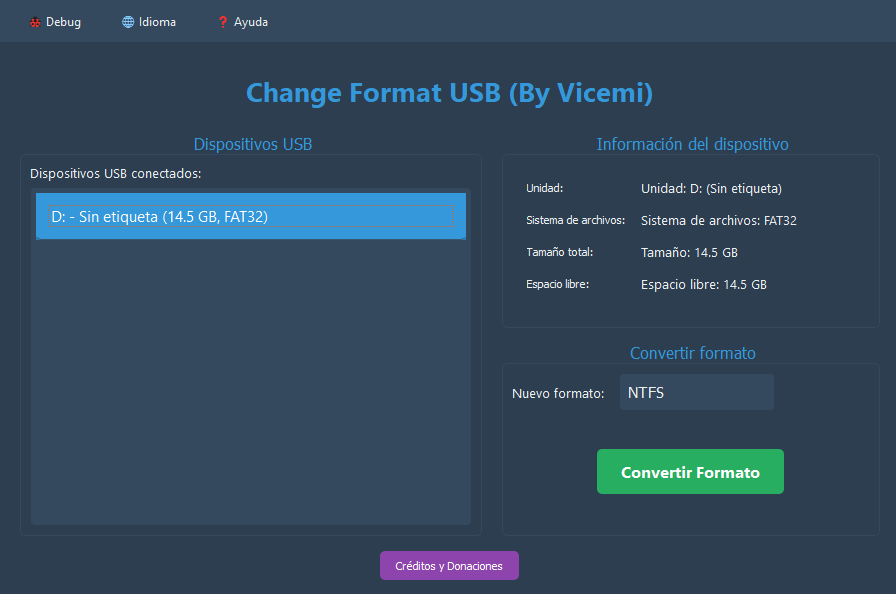 Debug Idioma Ayuda
Change Format USB (By Vicemi)
Dispositivos USB
Dispositivos USB conectados:
D: - Sin etiqueta (14.5 GB, FAT32)
Información del dispositivo
Unidad: Unidad: D: (Sin etiqueta)
Sistema de archivos: Sistema de archivos: FAT32
Tamaño total: Tamaño: 14.5 GB
Espacio libre: Espacio libre: 14.5 GB
Convertir formato
Nuevo formato: NTFS
Convertir Formato
Créditos y Donaciones